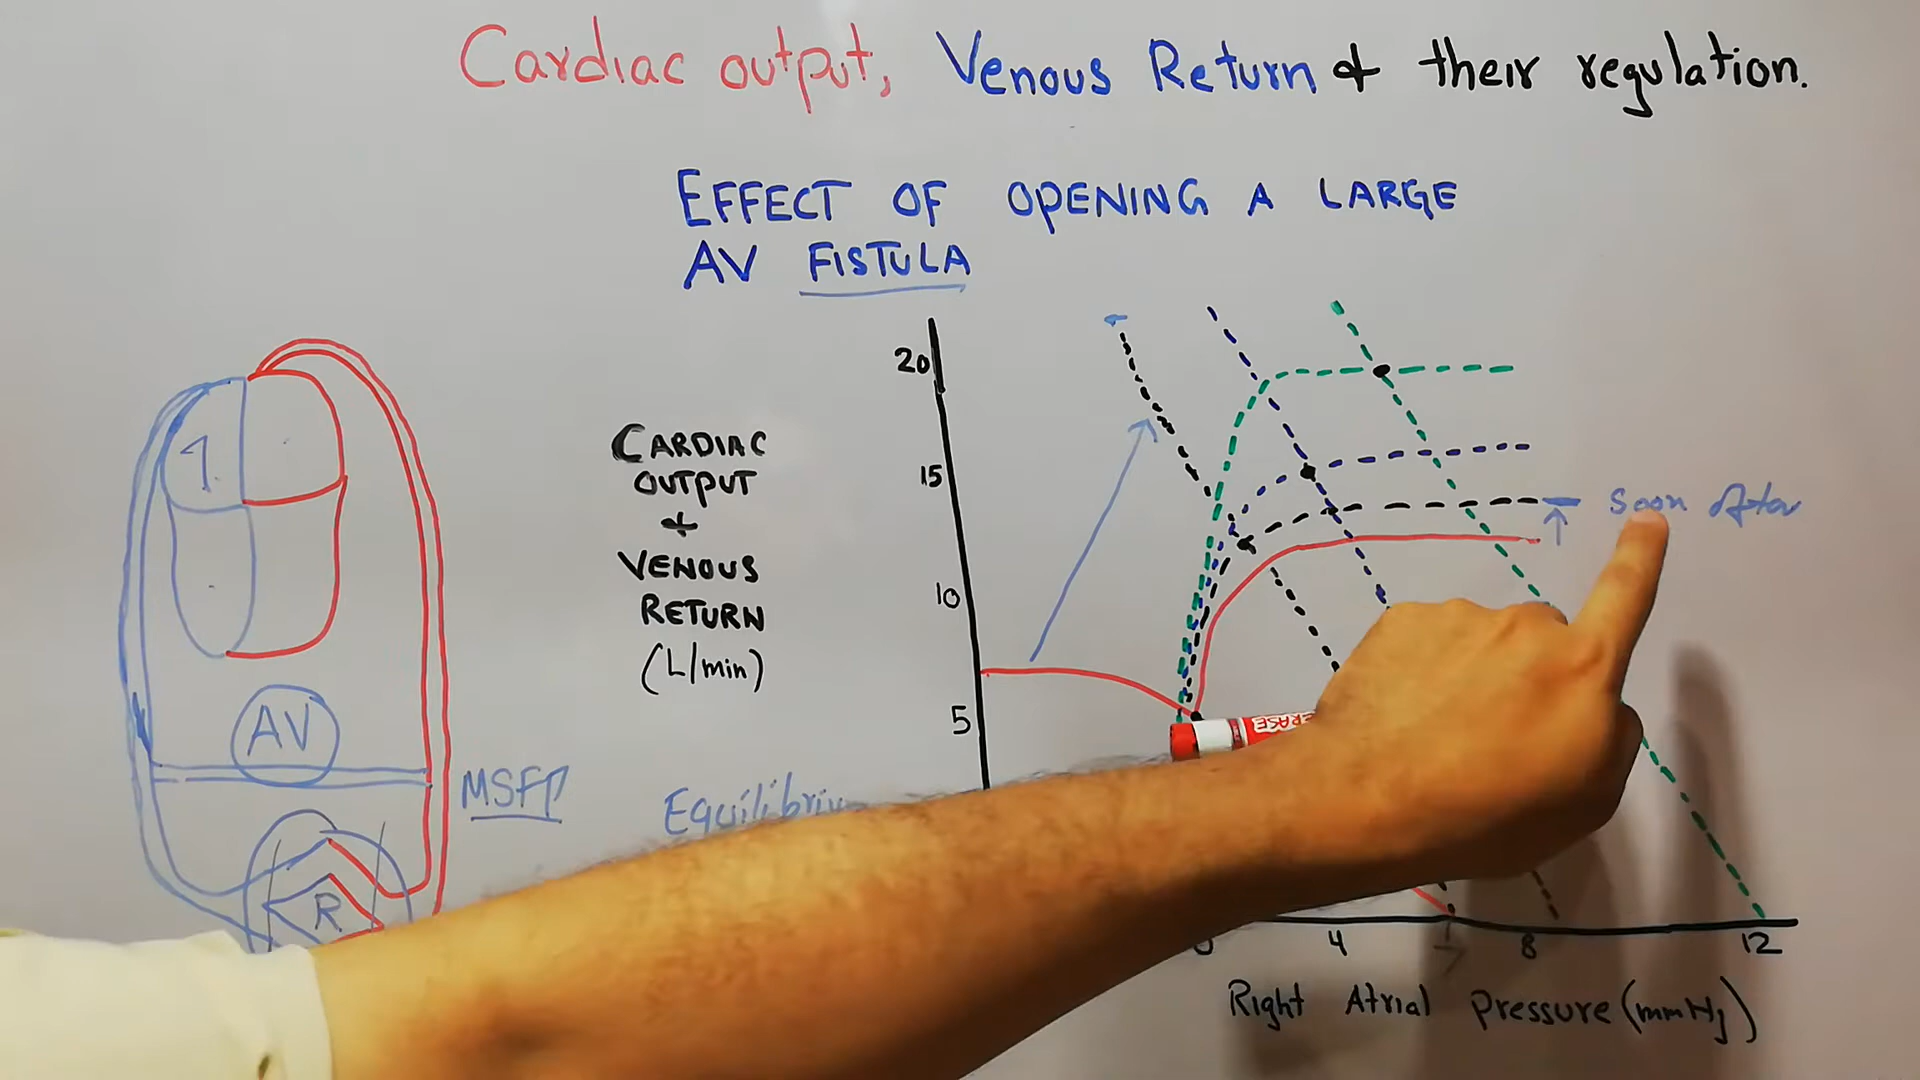 Cardiac output, Venous Return & their regulation.
EFFECT OF OPENING A LARGE
AV FISTULA
20
15
10
5
CARDIAC
OUTPUT
&
VENOUS
RETURN
(L/min)
soon After
ERASE
AV
MSFP
R
4
8
12
Right Atrial Pressure (mmHg)